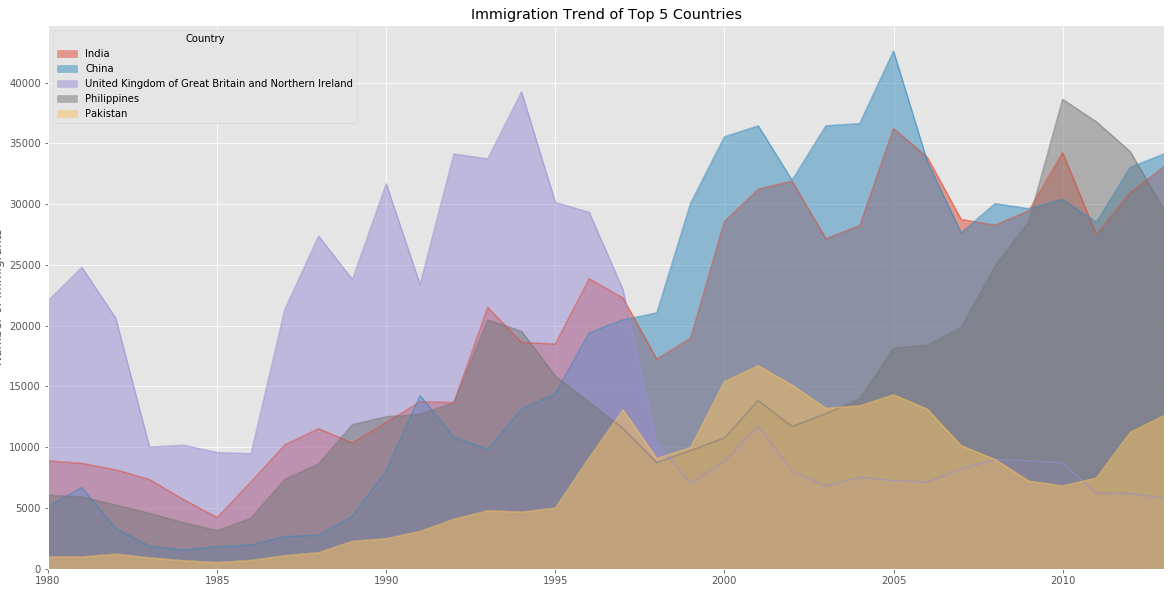 Immigration Trend of Top 5 Countries
Country
India
China
United Kingdom of Great Britain and Northern Ireland
Philippines
Pakistan
40000
35000
30000
25000
20000
15000
10000
5000
0
1980
1985
1990
1995
2000
2005
2010